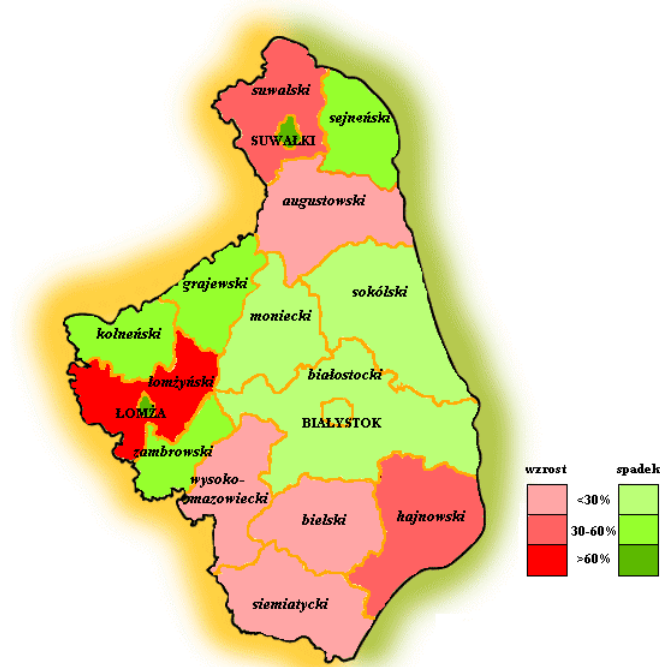 suwalski
sejneński
SUWAŁKI
augustowski
grajewski
sokólski
moniecki
kolneński
białostocki
łomżyński
ŁOMŻA
BIAŁYSTOK
zambrowski
wysoko-
mazowiecki
bielski
hajnowski
siemiatycki
wzrost spadek
<30%
30-60%
>60%